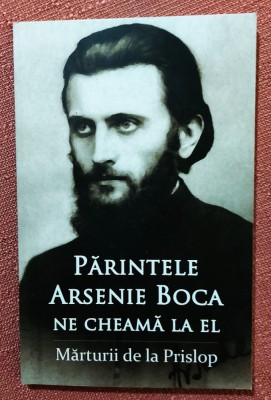 PĂRINTELE
ARSENIE BOCA
NE CHEAMĂ LA EL
Mărturii de la Prislop